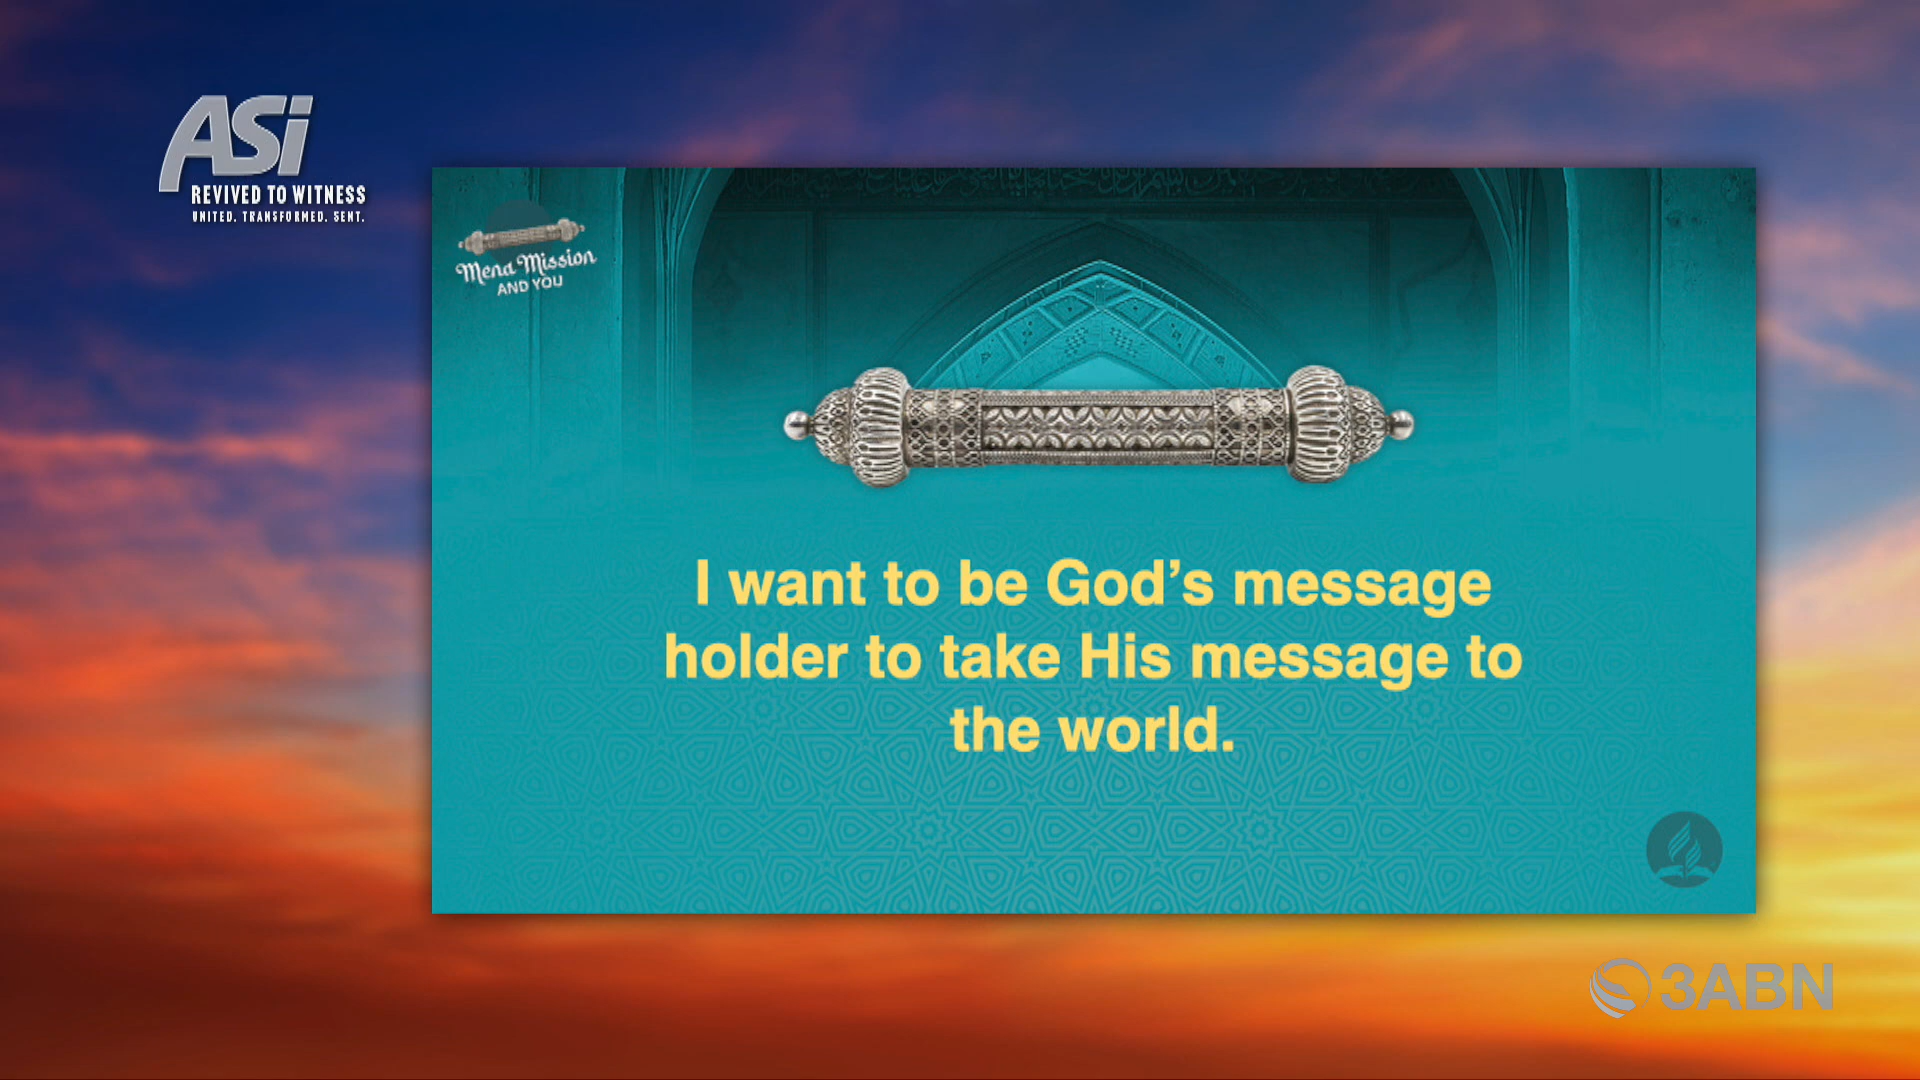 ASi
REVIVED TO WITNESS
UNITED. TRANSFORMED. SENT.
Mena Mission
AND YOU
I want to be God’s message
holder to take His message to
the world.
3ABN